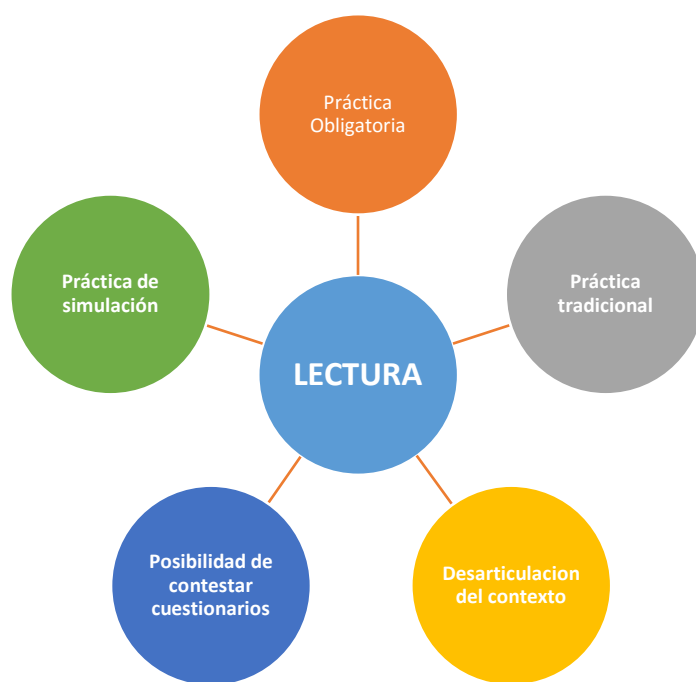 Práctica
Obligatoria
Práctica de
simulación
Práctica
tradicional
LECTURA
Posibilidad de
contestar
cuestionarios
Desarticulacion
del contexto